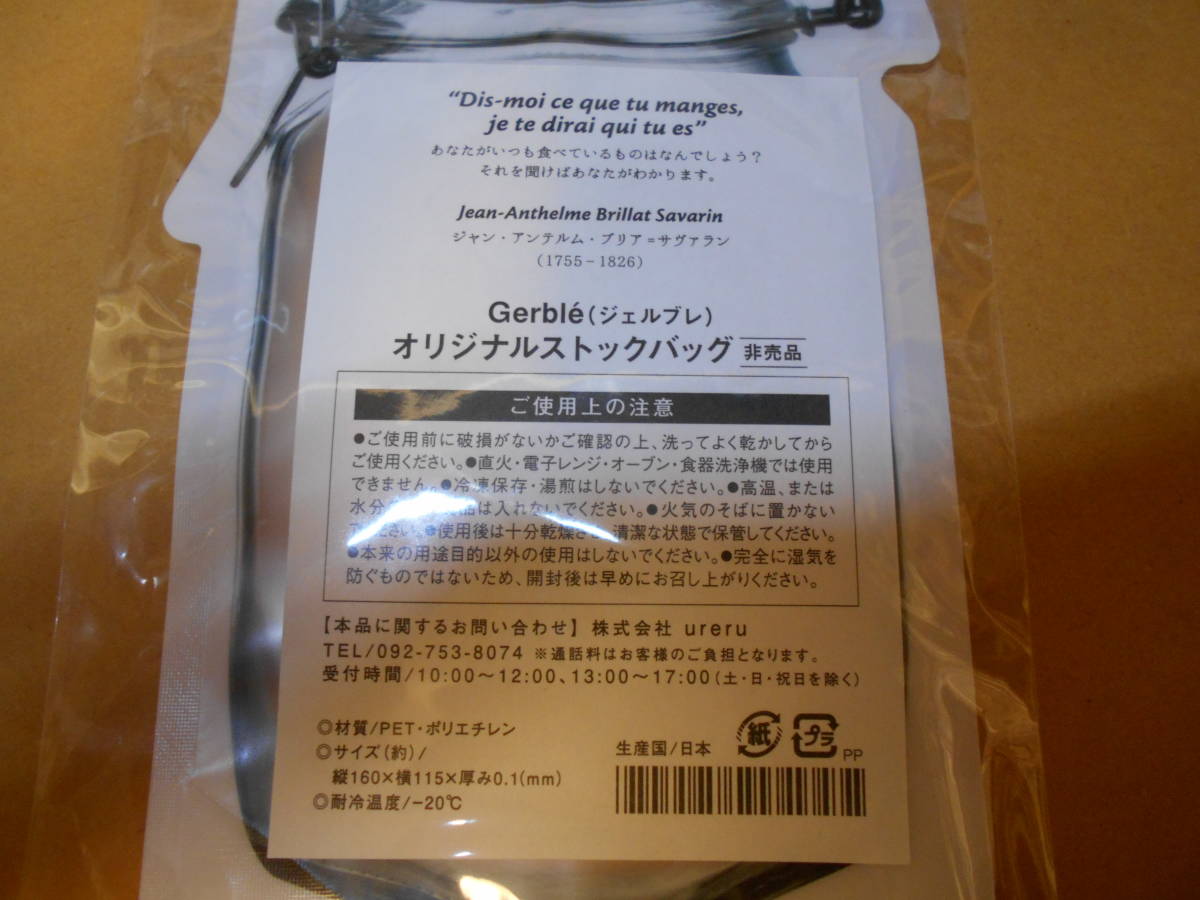 “Dis-moi ce que tu manges,
je te dirai qui tu es”
あなたがいつも食べているものはなんでしょう？
それを聞けばあなたがわかります。
Jean-Anthelme Brillat Savarin
ジャン・アンテルム・ブリア=サヴァラン
(1755-1826)
Gerblé(ジェルブレ)
オリジナルストックバッグ 非売品
ご使用上の注意
●ご使用前に破損がないかご確認の上、洗ってよく乾かしてから
ご使用ください。●直火・電子レンジ・オーブン・食器洗浄機では使用
できません。●冷凍保存・湯煎はしないでください。●高温、または
水分 は入れないでください。●火気のそばに置かない
ください。●使用後は十分乾燥させ、清潔な状態で保管してください。
●本来の用途目的以外の使用はしないでください。●完全に湿気を
防ぐものではないため、開封後は早めにお召し上がりください。
【本品に関するお問い合わせ】 株式会社 ureru
TEL/092-753-8074 ※通話料はお客様のご負担となります。
受付時間/10:00～12:00、13:00～17:00(土・日・祝日を除く)
◎材質/PET・ポリエチレン
◎サイズ(約)/
縦160×横115×厚み0.1(mm)
◎耐冷温度/-20℃
生産国/日本 紙 プラ PP